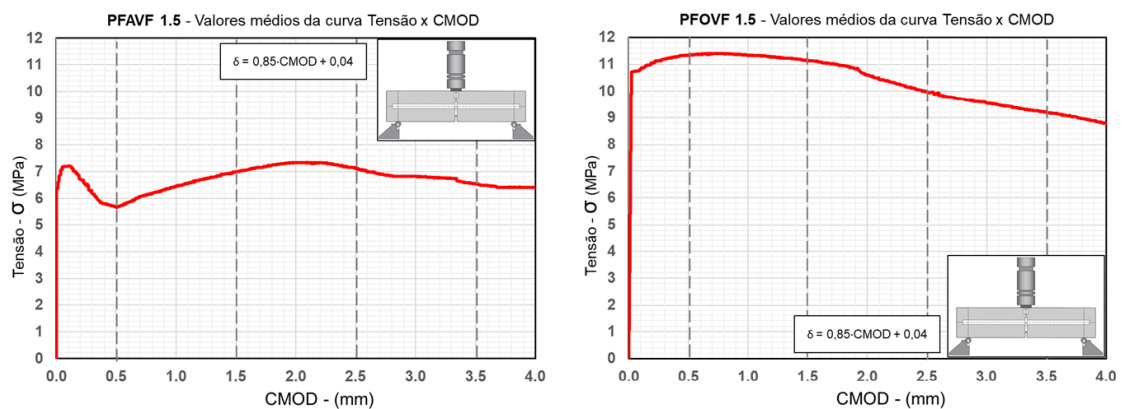 PFAVF 1.5 - Valores médios da curva Tensão x CMOD
12
11
10
9
8
7
6
5
4
3
2
1
0
Tensão - σ (MPa)
δ = 0,85·CMOD + 0,04
0.0 0.5 1.0 1.5 2.0 2.5 3.0 3.5 4.0
CMOD - (mm)
PFOVF 1.5 - Valores médios da curva Tensão x CMOD
12
11
10
9
8
7
6
5
4
3
2
1
0
Tensão - σ (MPa)
δ = 0,85·CMOD + 0,04
0.0 0.5 1.0 1.5 2.0 2.5 3.0 3.5 4.0
CMOD - (mm)